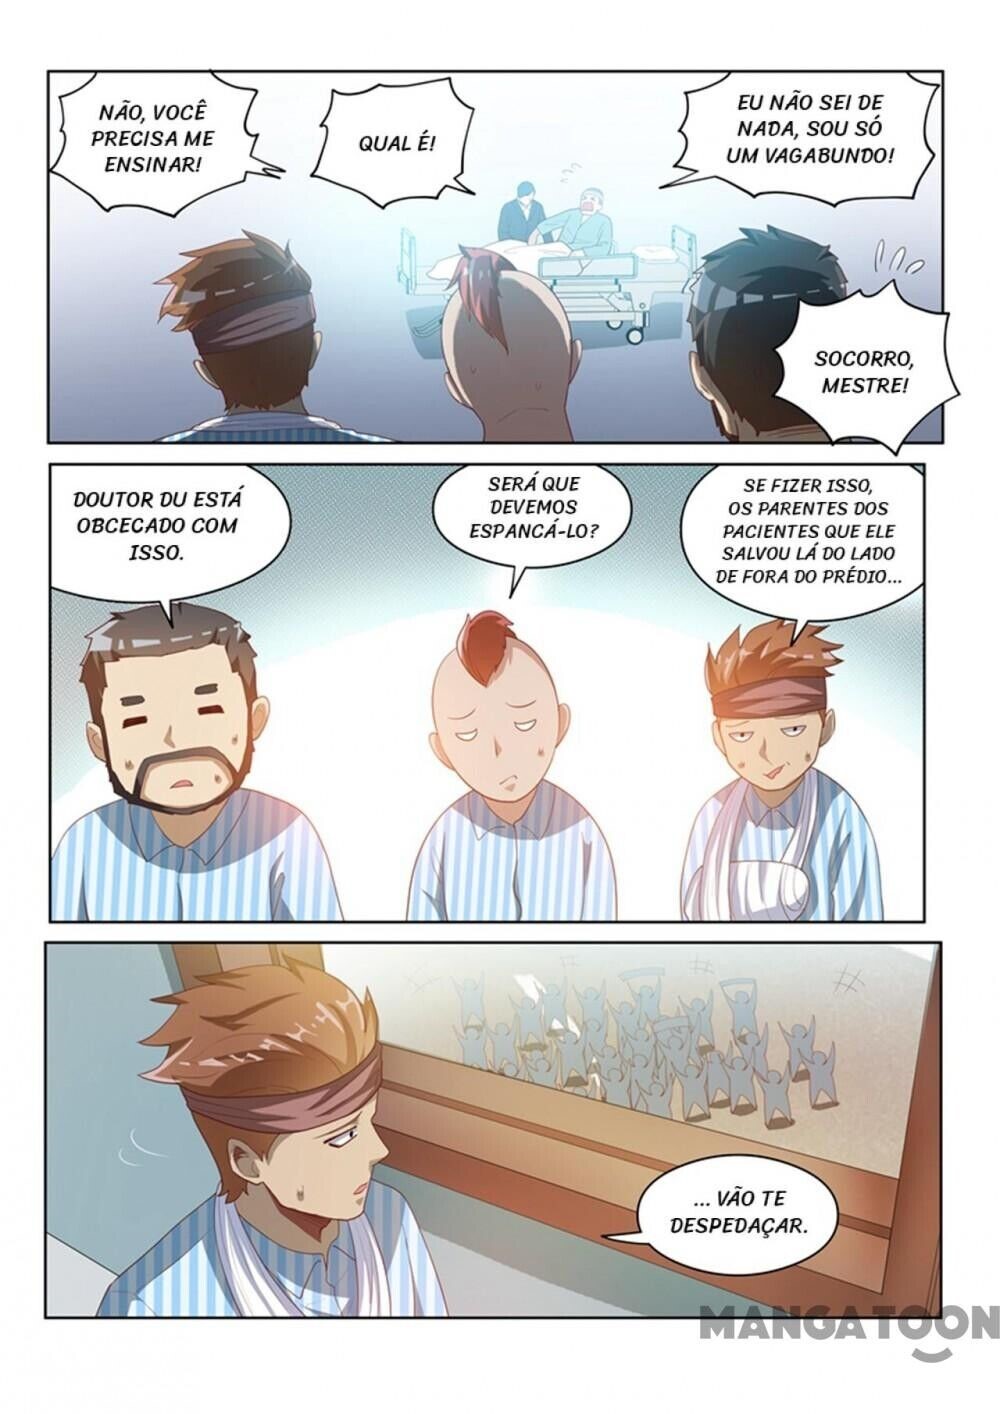 NÃO, VOCÊ
PRECISA ME
ENSINAR!
QUAL É!
EU NÃO SEI DE
NADA, SOU SÓ
UM VAGABUNDO!
SOCORRO,
MESTRE!
DOUTOR DU ESTÁ
OBCECADO COM
ISSO.
SERÁ QUE
DEVEMOS
ESPANCÁ-LO?
SE FIZER ISSO,
OS PARENTES DOS
PACIENTES QUE ELE
SALVOU LÁ DO LADO
DE FORA DO PRÉDIO...
... VÃO TE
DESPEDAÇAR.
MANGATOON